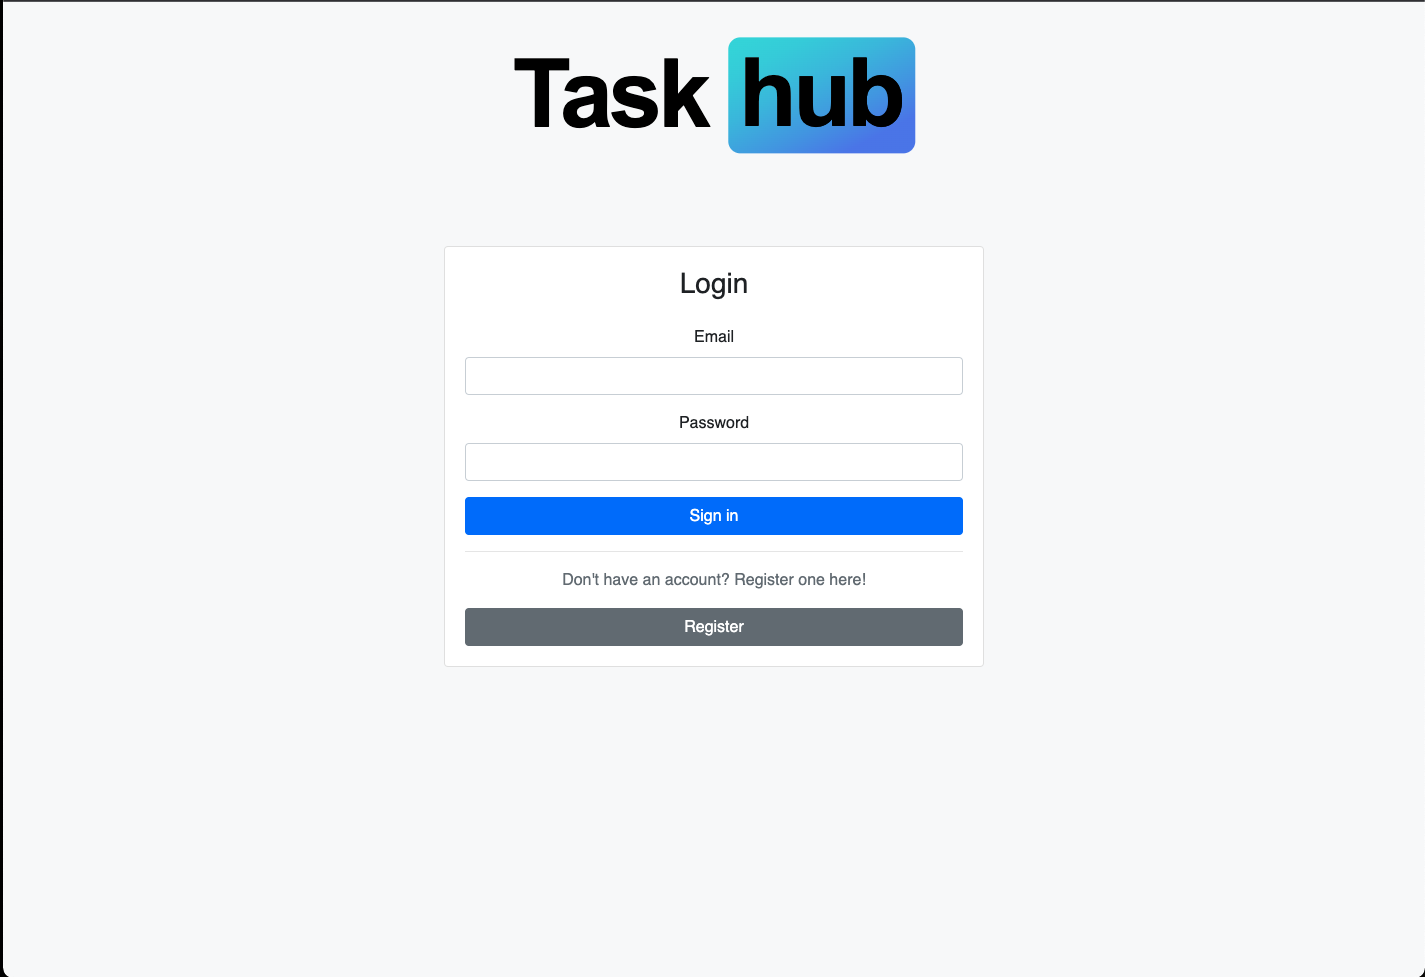 Task hub
Login
Email
Password
Sign in
Don't have an account? Register one here!
Register